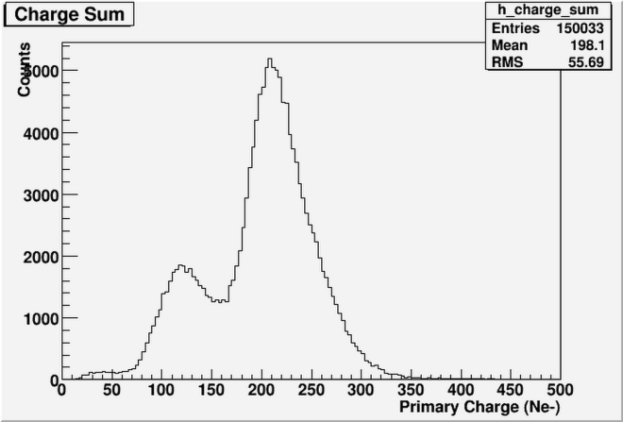 Charge Sum
h_charge_sum
Entries 150033
Mean 198.1
RMS 55.69
Counts
5000
4000
3000
2000
1000
0
0 50 100 150 200 250 300 350 400 450 500
Primary Charge (Ne-)